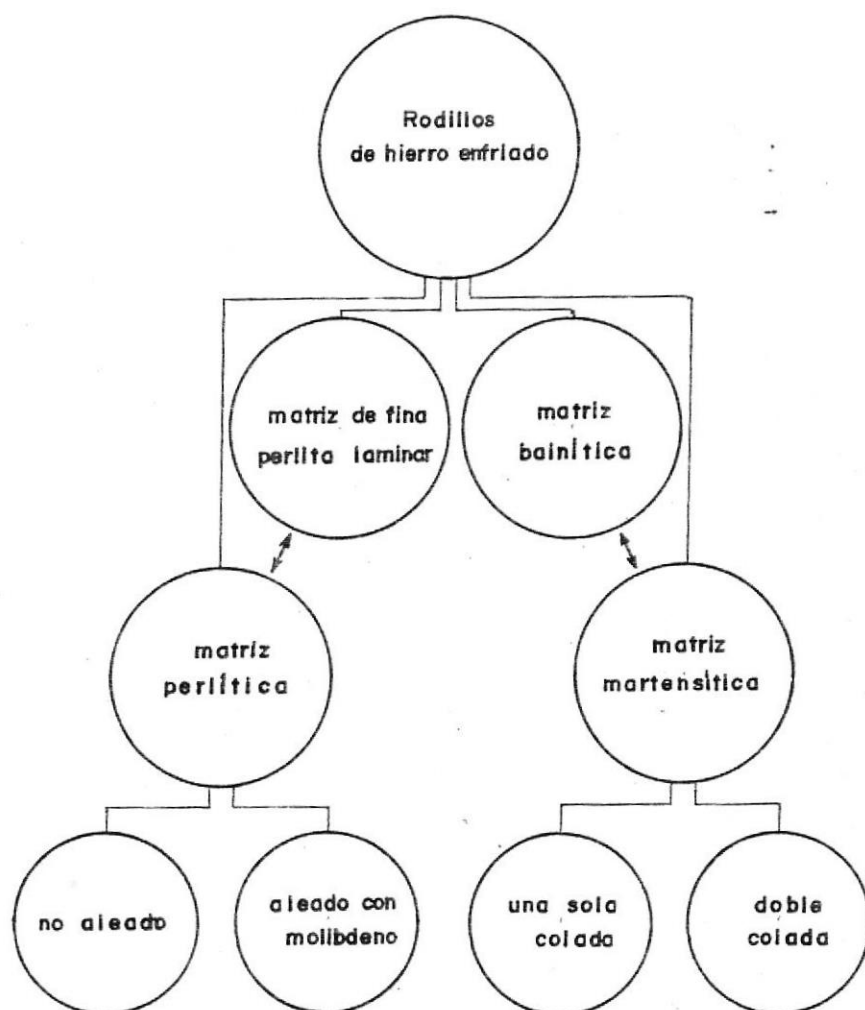 Rodillos
de hierro enfriado
matriz de fina
perlita laminar
matriz
bainítica
matriz
perlítica
matriz
martensítica
no aleado
aleado con
molibdeno
una sola
colada
doble
colada